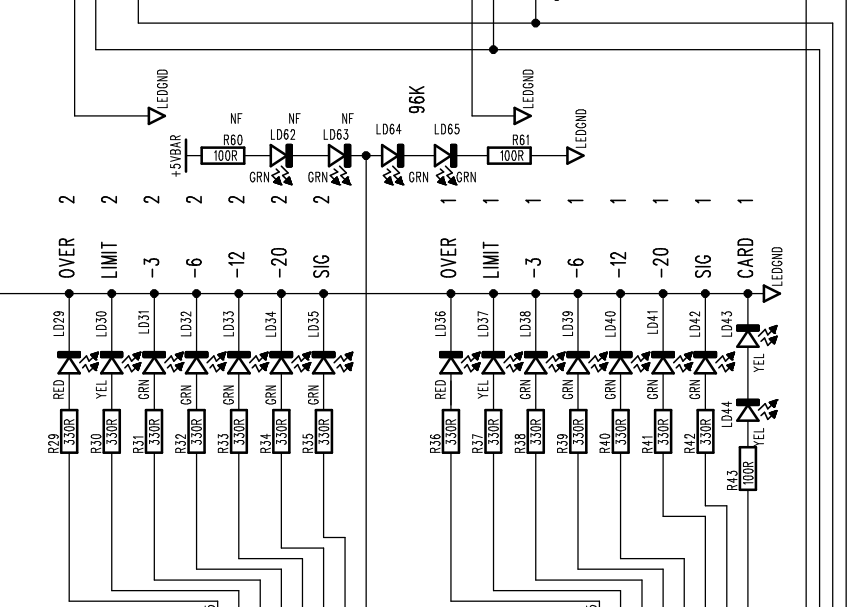 LEDGND
LEDGND
96K
NF
NF
NF
LEDGND
R60
LD62
LD63
LD64
LD65
R61
+5VBAR
100R
100R
GRN
GRN
GRN
GRN
2
2
2
2
2
2
2
1
1
1
1
1
1
1
1
OVER
LIMIT
-3
-6
-12
-20
SIG
OVER
LIMIT
-3
-6
-12
-20
SIG
CARD
LEDGND
LD29
LD30
LD31
LD32
LD33
LD34
LD35
LD36
LD37
LD38
LD39
LD40
LD41
LD42
LD43
RED
YEL
GRN
GRN
GRN
GRN
GRN
RED
YEL
GRN
GRN
GRN
GRN
GRN
YEL
LD44
YEL
R29
330R
R30
330R
R31
330R
R32
330R
R33
330R
R34
330R
R35
330R
R36
330R
R37
330R
R38
330R
R39
330R
R40
330R
R41
330R
R42
330R
R43
100R